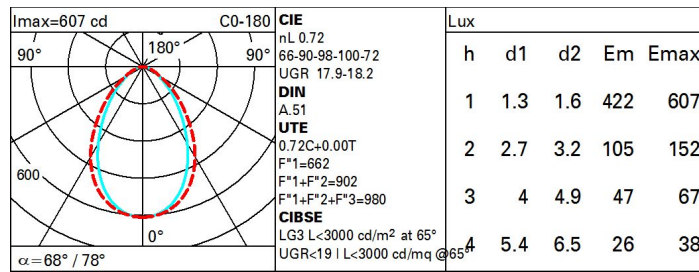 Imax=607 cd C0-180
90° 180° 90°
600
0°
α=68° / 78°
CIE
nL 0.72
66-90-98-100-72
UGR 17.9-18.2
DIN
A.51
UTE
0.72C+0.00T
F"1=662
F"1+F"2=902
F"1+F"2+F"3=980
CIBSE
LG3 L<3000 cd/m² at 65°
UGR<19 | L<3000 cd/mq @65°
Lux
h d1 d2 Em Emax
1 1.3 1.6 422 607
2 2.7 3.2 105 152
3 4 4.9 47 67
4 5.4 6.5 26 38